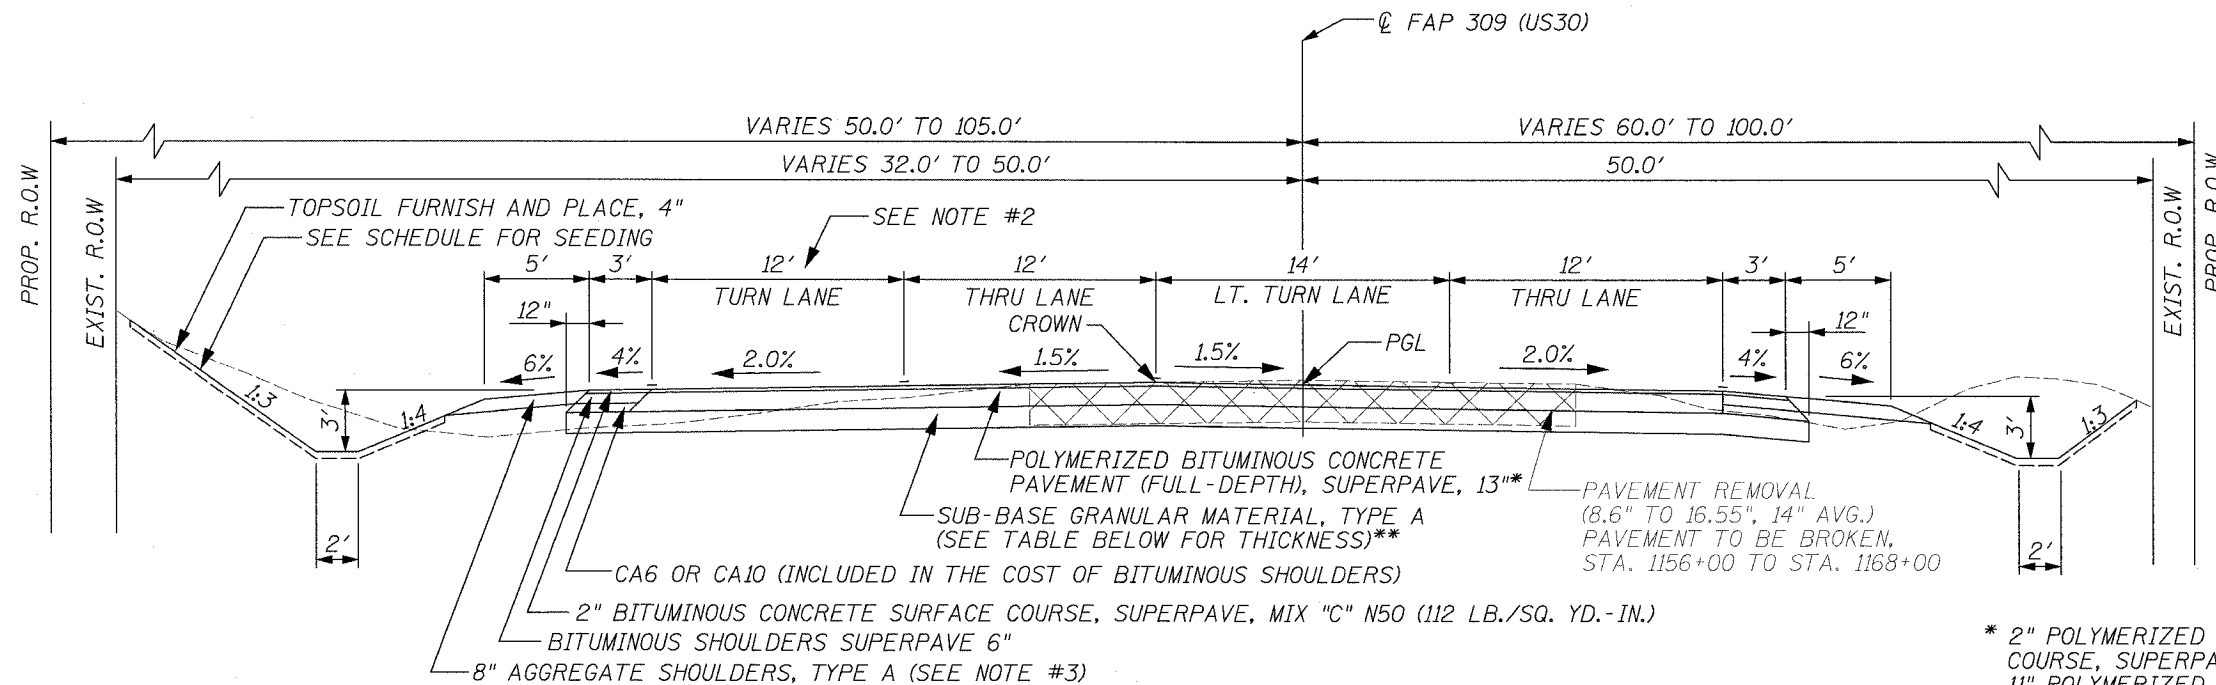 ℄ FAP 309 (US30)
VARIES 50.0' TO 105.0'
VARIES 60.0' TO 100.0'
VARIES 32.0' TO 50.0'
50.0'
PROP. R.O.W
EXIST. R.O.W
EXIST. R.O.W
PROP. R.O.W
TOPSOIL FURNISH AND PLACE, 4"
SEE SCHEDULE FOR SEEDING
SEE NOTE #2
5'
3'
12'
12'
14'
12'
3'
5'
TURN LANE
THRU LANE
LT. TURN LANE
THRU LANE
12"
CROWN
PGL
12"
6%
4%
2.0%
1.5%
1.5%
2.0%
4%
6%
1:3
3'
1:4
1:4
3'
1:3
2'
2'
POLYMERIZED BITUMINOUS CONCRETE
PAVEMENT (FULL-DEPTH), SUPERPAVE, 13"*
SUB-BASE GRANULAR MATERIAL, TYPE A
(SEE TABLE BELOW FOR THICKNESS)**
PAVEMENT REMOVAL
(8.6" TO 16.55", 14" AVG.)
PAVEMENT TO BE BROKEN,
STA. 1156+00 TO STA. 1168+00
CA6 OR CA10 (INCLUDED IN THE COST OF BITUMINOUS SHOULDERS)
2" BITUMINOUS CONCRETE SURFACE COURSE, SUPERPAVE, MIX "C" N50 (112 LB./SQ. YD.-IN.)
BITUMINOUS SHOULDERS SUPERPAVE 6"
8" AGGREGATE SHOULDERS, TYPE A (SEE NOTE #3)
* 2" POLYMERIZED
COURSE, SUPERPA
11" POLYMERIZED